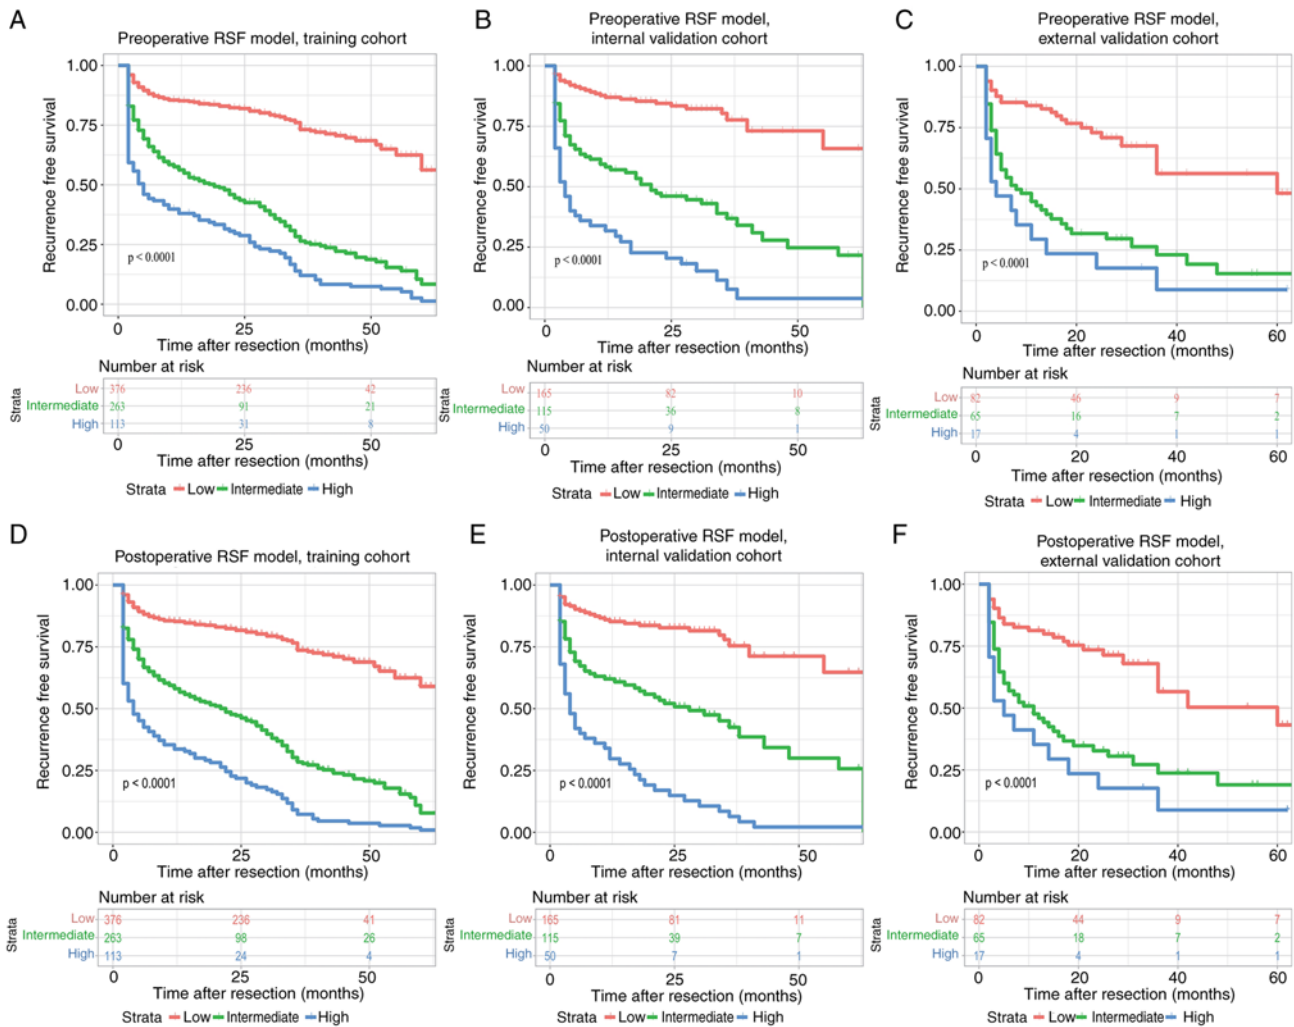 A
Preoperative RSF model, training cohort
Recurrence free survival
1.00
0.75
0.50
0.25
0.00
p < 0.0001
0 25 50
Time after resection (months)
Number at risk
Strata
Low 376 236 42
Intermediate 263 91 21
High 113 31 8
0 25 50
Time after resection (months)
Strata Low Intermediate High
B
Preoperative RSF model,
internal validation cohort
Recurrence free survival
1.00
0.75
0.50
0.25
0.00
p < 0.0001
0 25 50
Time after resection (months)
Number at risk
Strata
Low 165 82 10
Intermediate 115 36 8
High 50 9 1
0 25 50
Time after resection (months)
Strata Low Intermediate High
C
Preoperative RSF model,
external validation cohort
Recurrence free survival
1.00
0.75
0.50
0.25
0.00
p < 0.0001
0 20 40 60
Time after resection (months)
Number at risk
Strata
Low 82 46 9 7
Intermediate 65 16 7 2
High 17 4 1 1
0 20 40 60
Time after resection (months)
Strata Low Intermediate High
D
Postoperative RSF model, training cohort
Recurrence free survival
1.00
0.75
0.50
0.25
0.00
p < 0.0001
0 25 50
Time after resection (months)
Number at risk
Strata
Low 376 236 41
Intermediate 263 98 26
High 113 24 4
0 25 50
Time after resection (months)
Strata Low Intermediate High
E
Postoperative RSF model,
internal validation cohort
Recurrence free survival
1.00
0.75
0.50
0.25
0.00
p < 0.0001
0 25 50
Time after resection (months)
Number at risk
Strata
Low 165 81 11
Intermediate 115 39 7
High 50 7 1
0 25 50
Time after resection (months)
Strata Low Intermediate High
F
Postoperative RSF model,
external validation cohort
Recurrence free survival
1.00
0.75
0.50
0.25
0.00
p < 0.0001
0 20 40 60
Time after resection (months)
Number at risk
Strata
Low 82 44 9 7
Intermediate 65 18 7 2
High 17 4 1 1
0 20 40 60
Time after resection (months)
Strata Low Intermediate High